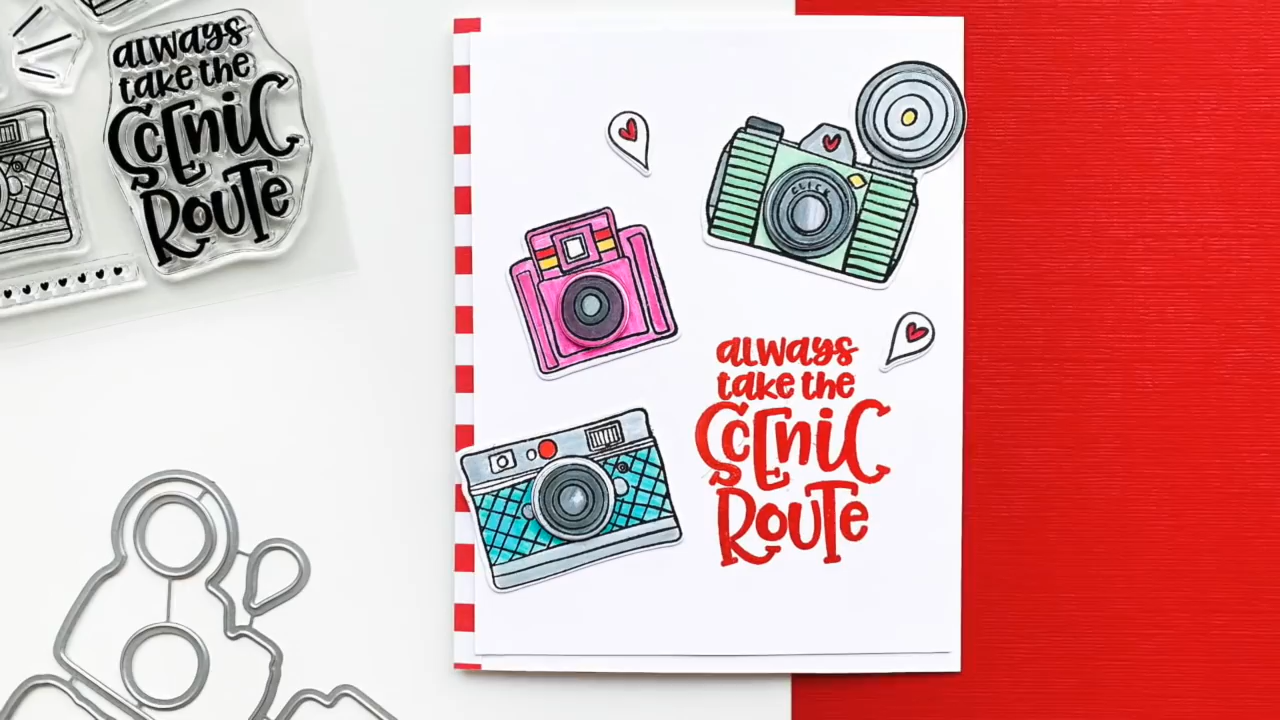 always
take the
SCENIC
ROUTE
CLICK
always
take the
SCENIC
ROUTE